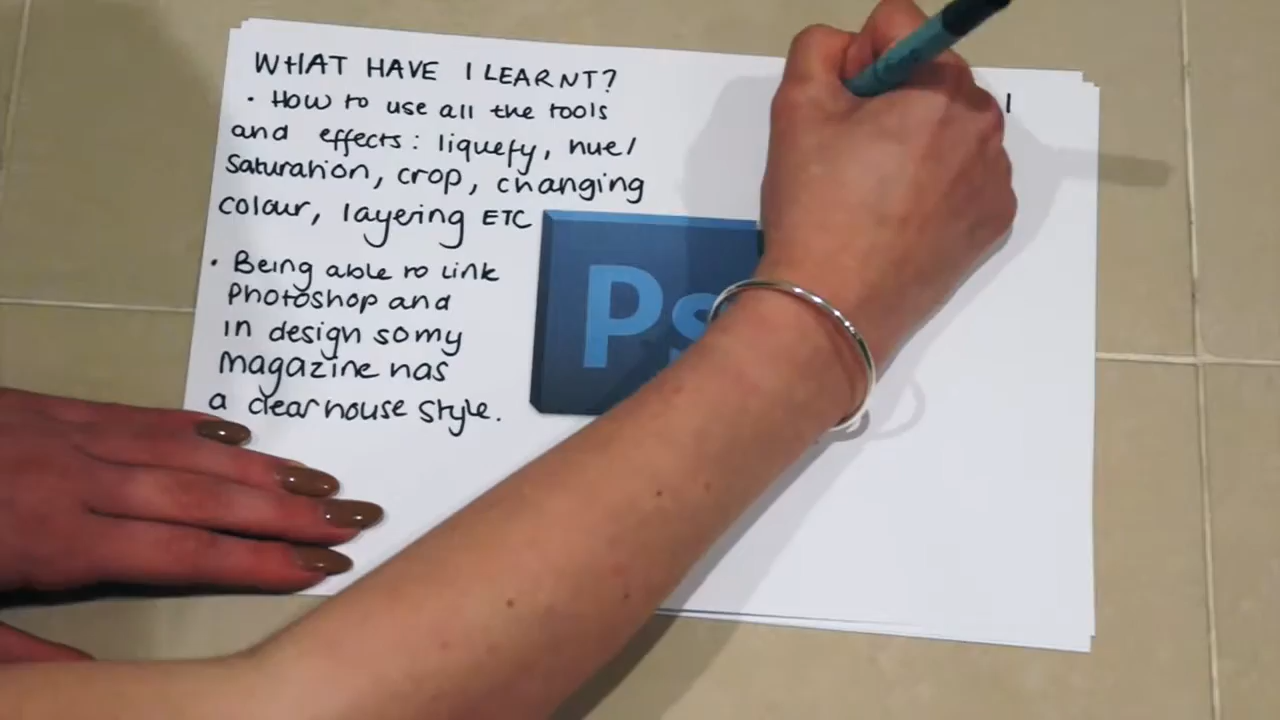 WHAT HAVE I LEARNT?
• How to use all the tools
and effects: liquefy, hue/
saturation, crop, changing
colour, layering ETC
• Being able to link
Photoshop and
in design so my
magazine has
a clear house style.
Ps